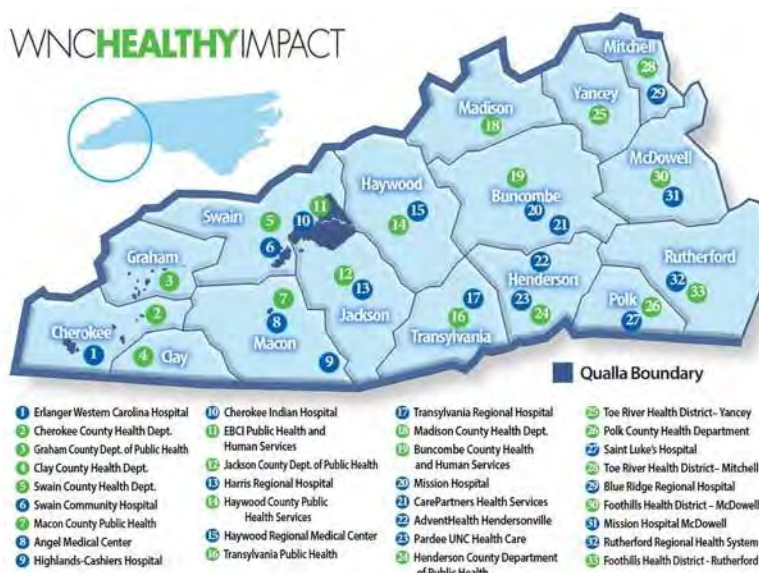 WNCHEALTHYIMPACT
Mitchell
28
29
Yancey
25
Madison
18
McDowell
30
31
Haywood
15
14
19
Buncombe
20
21
Swain
5
10
11
6
Graham
3
Rutherford
32
33
22
Henderson
23
24
12
13
Jackson
17
16
Transylvania
Polk
26
27
2
7
8
Macon
9
Cherokee
1
4
Clay
Qualla Boundary
1 Erlanger Western Carolina Hospital
2 Cherokee County Health Dept.
3 Graham County Dept. of Public Health
4 Clay County Health Dept.
5 Swain County Health Dept.
6 Swain Community Hospital
7 Macon County Public Health
8 Angel Medical Center
9 Highlands-Cashiers Hospital
10 Cherokee Indian Hospital
11 EBCI Public Health and
Human Services
12 Jackson County Dept. of Public Health
13 Harris Regional Hospital
14 Haywood County Public
Health Services
15 Haywood Regional Medical Center
16 Transylvania Public Health
17 Transylvania Regional Hospital
18 Madison County Health Dept.
19 Buncombe County Health
and Human Services
20 Mission Hospital
21 CarePartners Health Services
22 AdventHealth Hendersonville
23 Pardee UNC Health Care
24 Henderson County Department
of Public Health
25 Toe River Health District– Yancey
26 Polk County Health Department
27 Saint Luke's Hospital
28 Toe River Health District– Mitchell
29 Blue Ridge Regional Hospital
30 Foothills Health District – McDowell
31 Mission Hospital McDowell
32 Rutherford Regional Health System
33 Foothills Health District - Rutherford